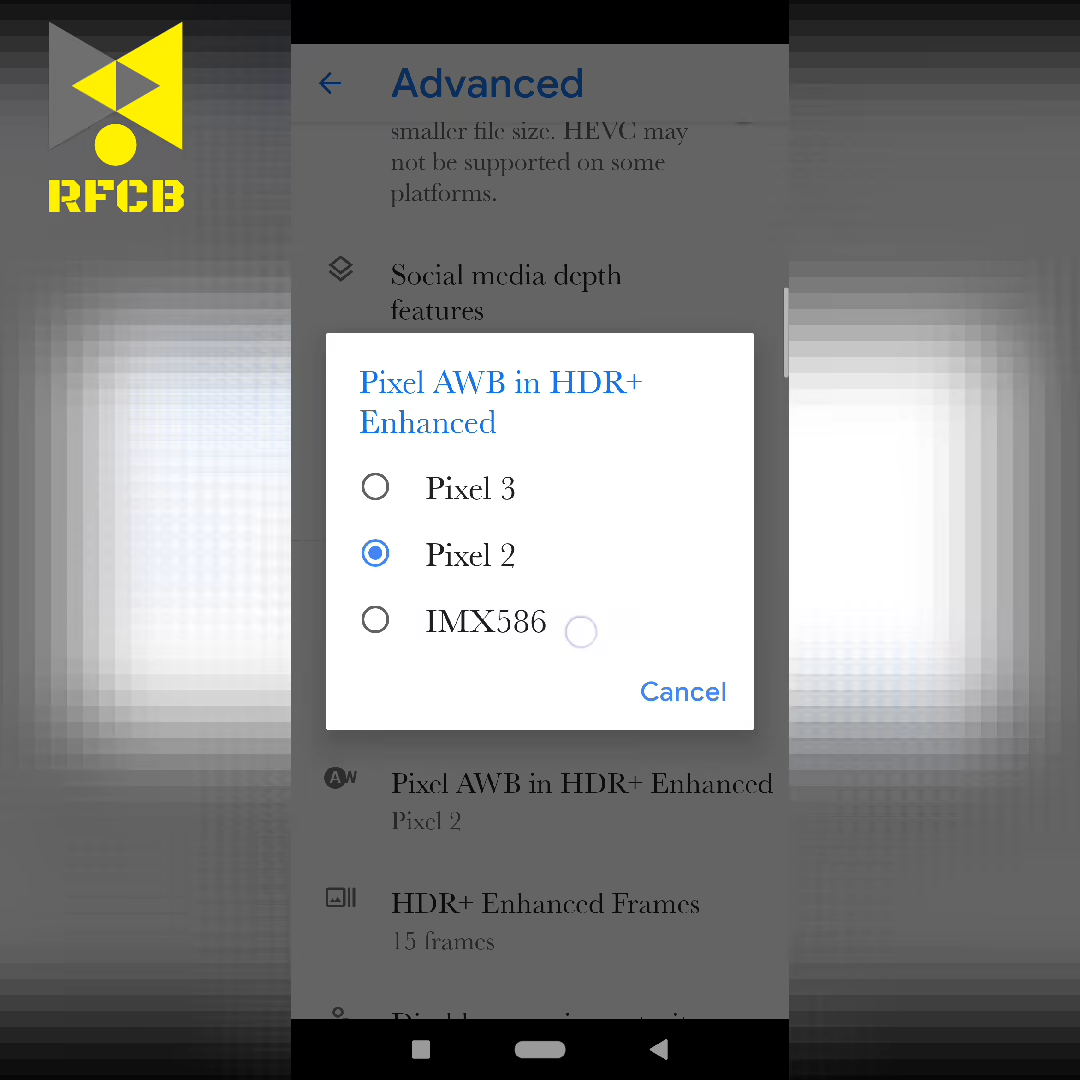 RFCB
Advanced
smaller file size. HEVC may
not be supported on some
platforms.
Social media depth
features
Pixel AWB in HDR+
Enhanced
Pixel 3
Pixel 2
IMX586
Cancel
AW
Pixel AWB in HDR+ Enhanced
Pixel 2
HDR+ Enhanced Frames
15 frames